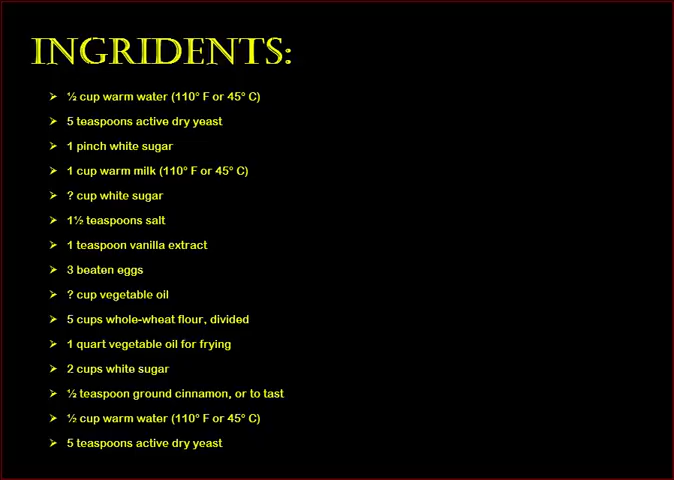 INGRIDENTS:
➢ ½ cup warm water (110° F or 45° C)
➢ 5 teaspoons active dry yeast
➢ 1 pinch white sugar
➢ 1 cup warm milk (110° F or 45° C)
➢ ? cup white sugar
➢ 1½ teaspoons salt
➢ 1 teaspoon vanilla extract
➢ 3 beaten eggs
➢ ? cup vegetable oil
➢ 5 cups whole-wheat flour, divided
➢ 1 quart vegetable oil for frying
➢ 2 cups white sugar
➢ ½ teaspoon ground cinnamon, or to tast
➢ ½ cup warm water (110° F or 45° C)
➢ 5 teaspoons active dry yeast